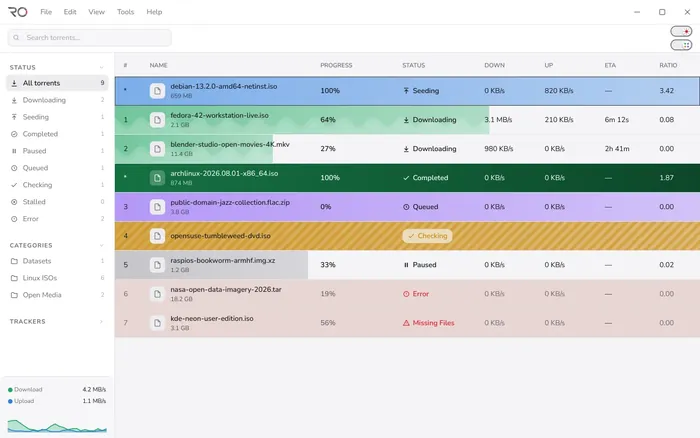 RO File Edit View Tools Help
Search torrents...
STATUS
All torrents 9
Downloading 2
Seeding 1
Completed 1
Paused 1
Queued 1
Checking 1
Stalled 0
Error 2
CATEGORIES
Datasets 1
Linux ISOs 6
Open Media 2
TRACKERS
Download 4.2 MB/s
Upload 1.1 MB/s
# NAME PROGRESS STATUS DOWN UP ETA RATIO
* debian-13.2.0-amd64-netinst.iso 100% Seeding 0 KB/s 820 KB/s — 3.42
659 MB
1 fedora-42-workstation-live.iso 64% Downloading 3.1 MB/s 210 KB/s 6m 12s 0.08
2.1 GB
2 blender-studio-open-movies-4K.mkv 27% Downloading 980 KB/s 0 KB/s 2h 41m 0.00
11.4 GB
* archlinux-2026.08.01-x86_64.iso 100% Completed 0 KB/s 0 KB/s — 1.87
874 MB
3 public-domain-jazz-collection.flac.zip 0% Queued 0 KB/s 0 KB/s — 0.00
3.8 GB
4 opensuse-tumbleweed-dvd.iso Checking
5 raspios-bookworm-armhf.img.xz 33% Paused 0 KB/s 0 KB/s — 0.02
1.2 GB
6 nasa-open-data-imagery-2026.tar 19% Error 0 KB/s 0 KB/s — 0.00
18.2 GB
7 kde-neon-user-edition.iso 56% Missing Files 0 KB/s 0 KB/s — 0.00
3.1 GB